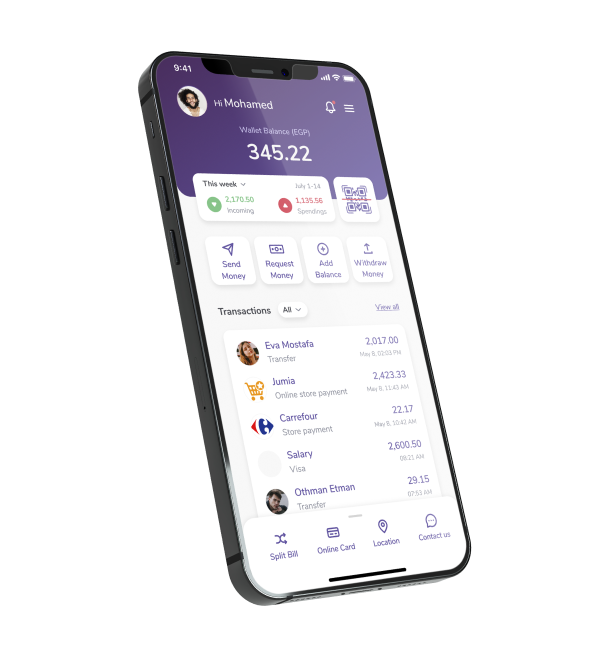 9:41
Hi Mohamed
Wallet Balance (EGP)
345.22
This week July 1-14
2,170.50 1,135.56
Incoming Spendings
Send Money
Request Money
Add Balance
Withdraw Money
Transactions All View all
Eva Mostafa 2,017.00
Transfer May 9, 02:03 PM
Jumia 2,423.33
Online store payment May 8, 11:43 AM
Carrefour 22.17
Store payment May 8, 10:42 AM
Salary 2,600.50
Visa 09:21 AM
Othman Etman 29.15
Transfer 07:53 AM
Split Bill Online Card Location Contact us